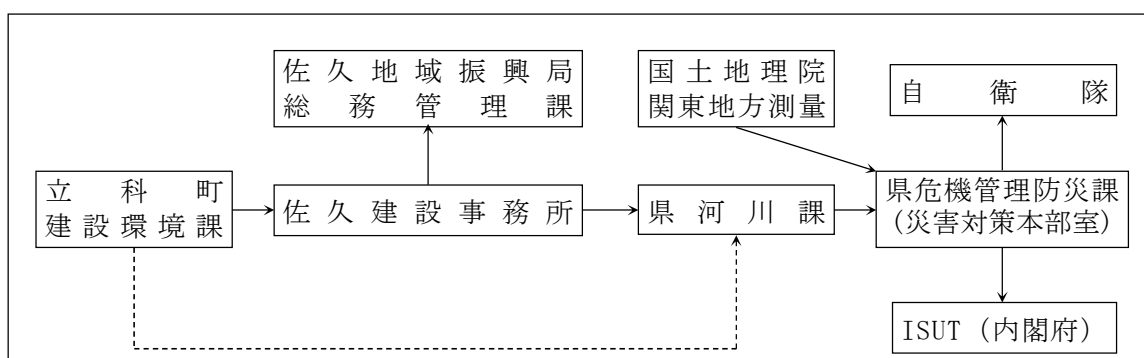 佐久地域振興局
総務管理課
国土地理院
関東地方測量
自衛隊
立科町
建設環境課
佐久建設事務所
県河川課
県危機管理防災課
(災害対策本部室)
ISUT（内閣府）